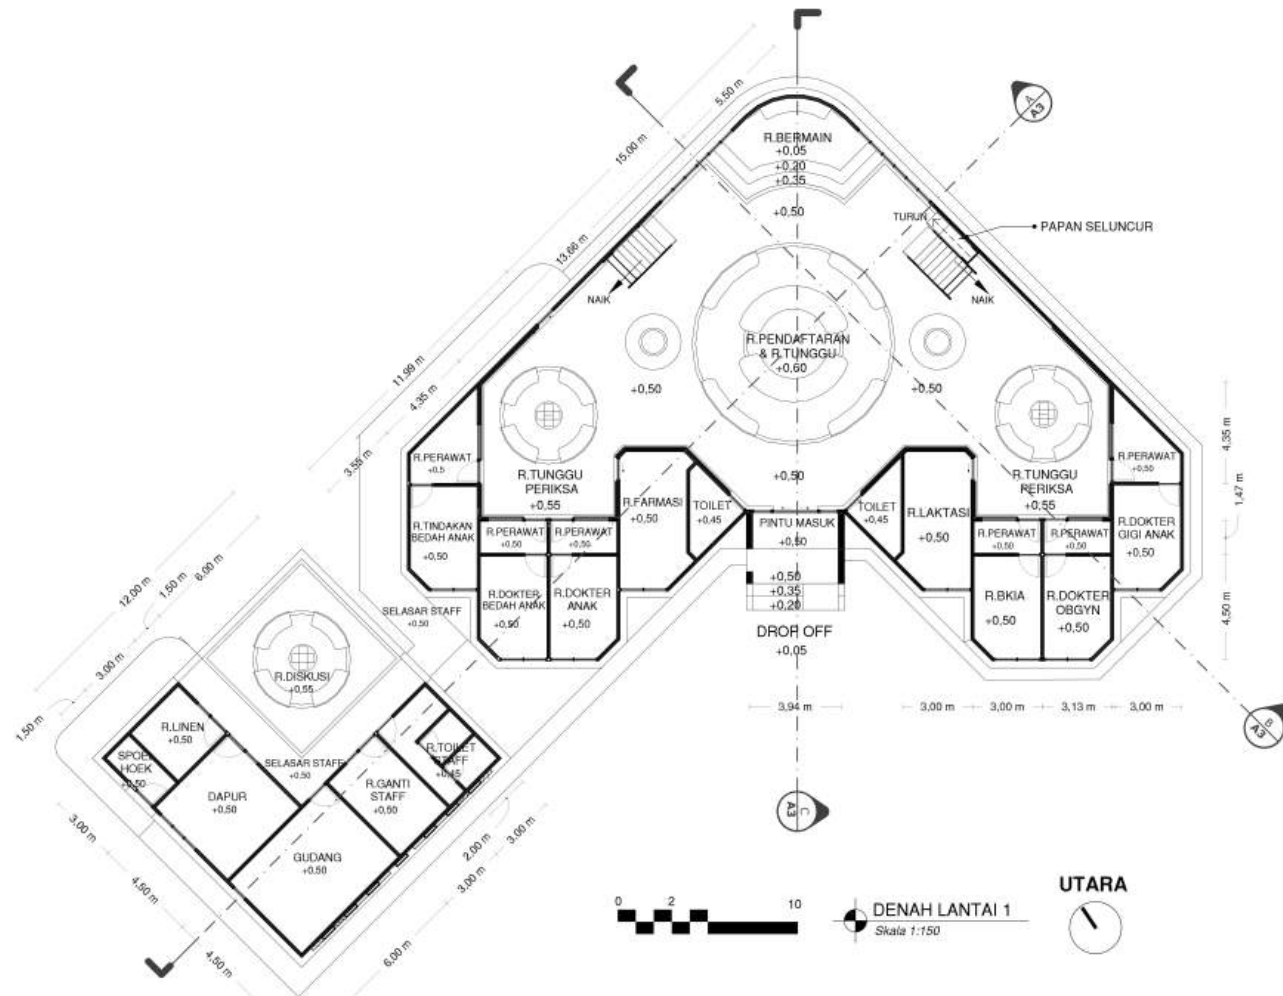 5.50 m
15.00 m
A
A3
R.BERMAIN
+0,05
+0,20
+0,35
+0,50
TURUN
PAPAN SELUNCUR
13.66 m
NAIK
NAIK
R.PENDAFTARAN
& R.TUNGGU
+0,60
11,99 m
+0,50
+0,50
4,35 m
3.55 m
4,35 m
1,47 m
4,50 m
R.PERAWAT
+0.5
R.TUNGGU
PERIKSA
+0,55
+0,50
R.TUNGGU
PERIKSA
+0,55
R.PERAWAT
+0,50
R.TINDAKAN
BEDAH ANAK
+0,50
R.FARMASI
+0,50
TOILET
+0,45
PINTU MASUK
+0,50
TOILET
+0,45
R.LAKTASI
+0,50
R.DOKTER
GIGI ANAK
+0,50
R.PERAWAT
+0,50
R.PERAWAT
+0,50
R.PERAWAT
+0,50
R.PERAWAT
+0,50
R.DOKTER
BEDAH ANAK
+0,50
R.DOKTER
ANAK
+0,50
+0,50
+0,35
+0,20
DROP OFF
+0,05
R.BKIA
+0,50
R.DOKTER
OBGYN
+0,50
12,00 m
1,50 m
6,00 m
3,00 m
1,50 m
SELASAR STAFF
+0,50
R.DISKUSI
+0,55
3,94 m
3,00 m
3,00 m
3,13 m
3,00 m
B
A3
R.LINEN
+0,50
SPOEL
HOEK
+0,50
SELASAR STAFF
+0,50
R.TOILET
STAFF
+0,45
DAPUR
+0,50
R.GANTI
STAFF
+0,50
GUDANG
+0,50
C
A3
3,00 m
4,50 m
4,50 m
6,00 m
3,00 m
2,00 m
3,00 m
0
2
10
DENAH LANTAI 1
Skala 1:150
UTARA